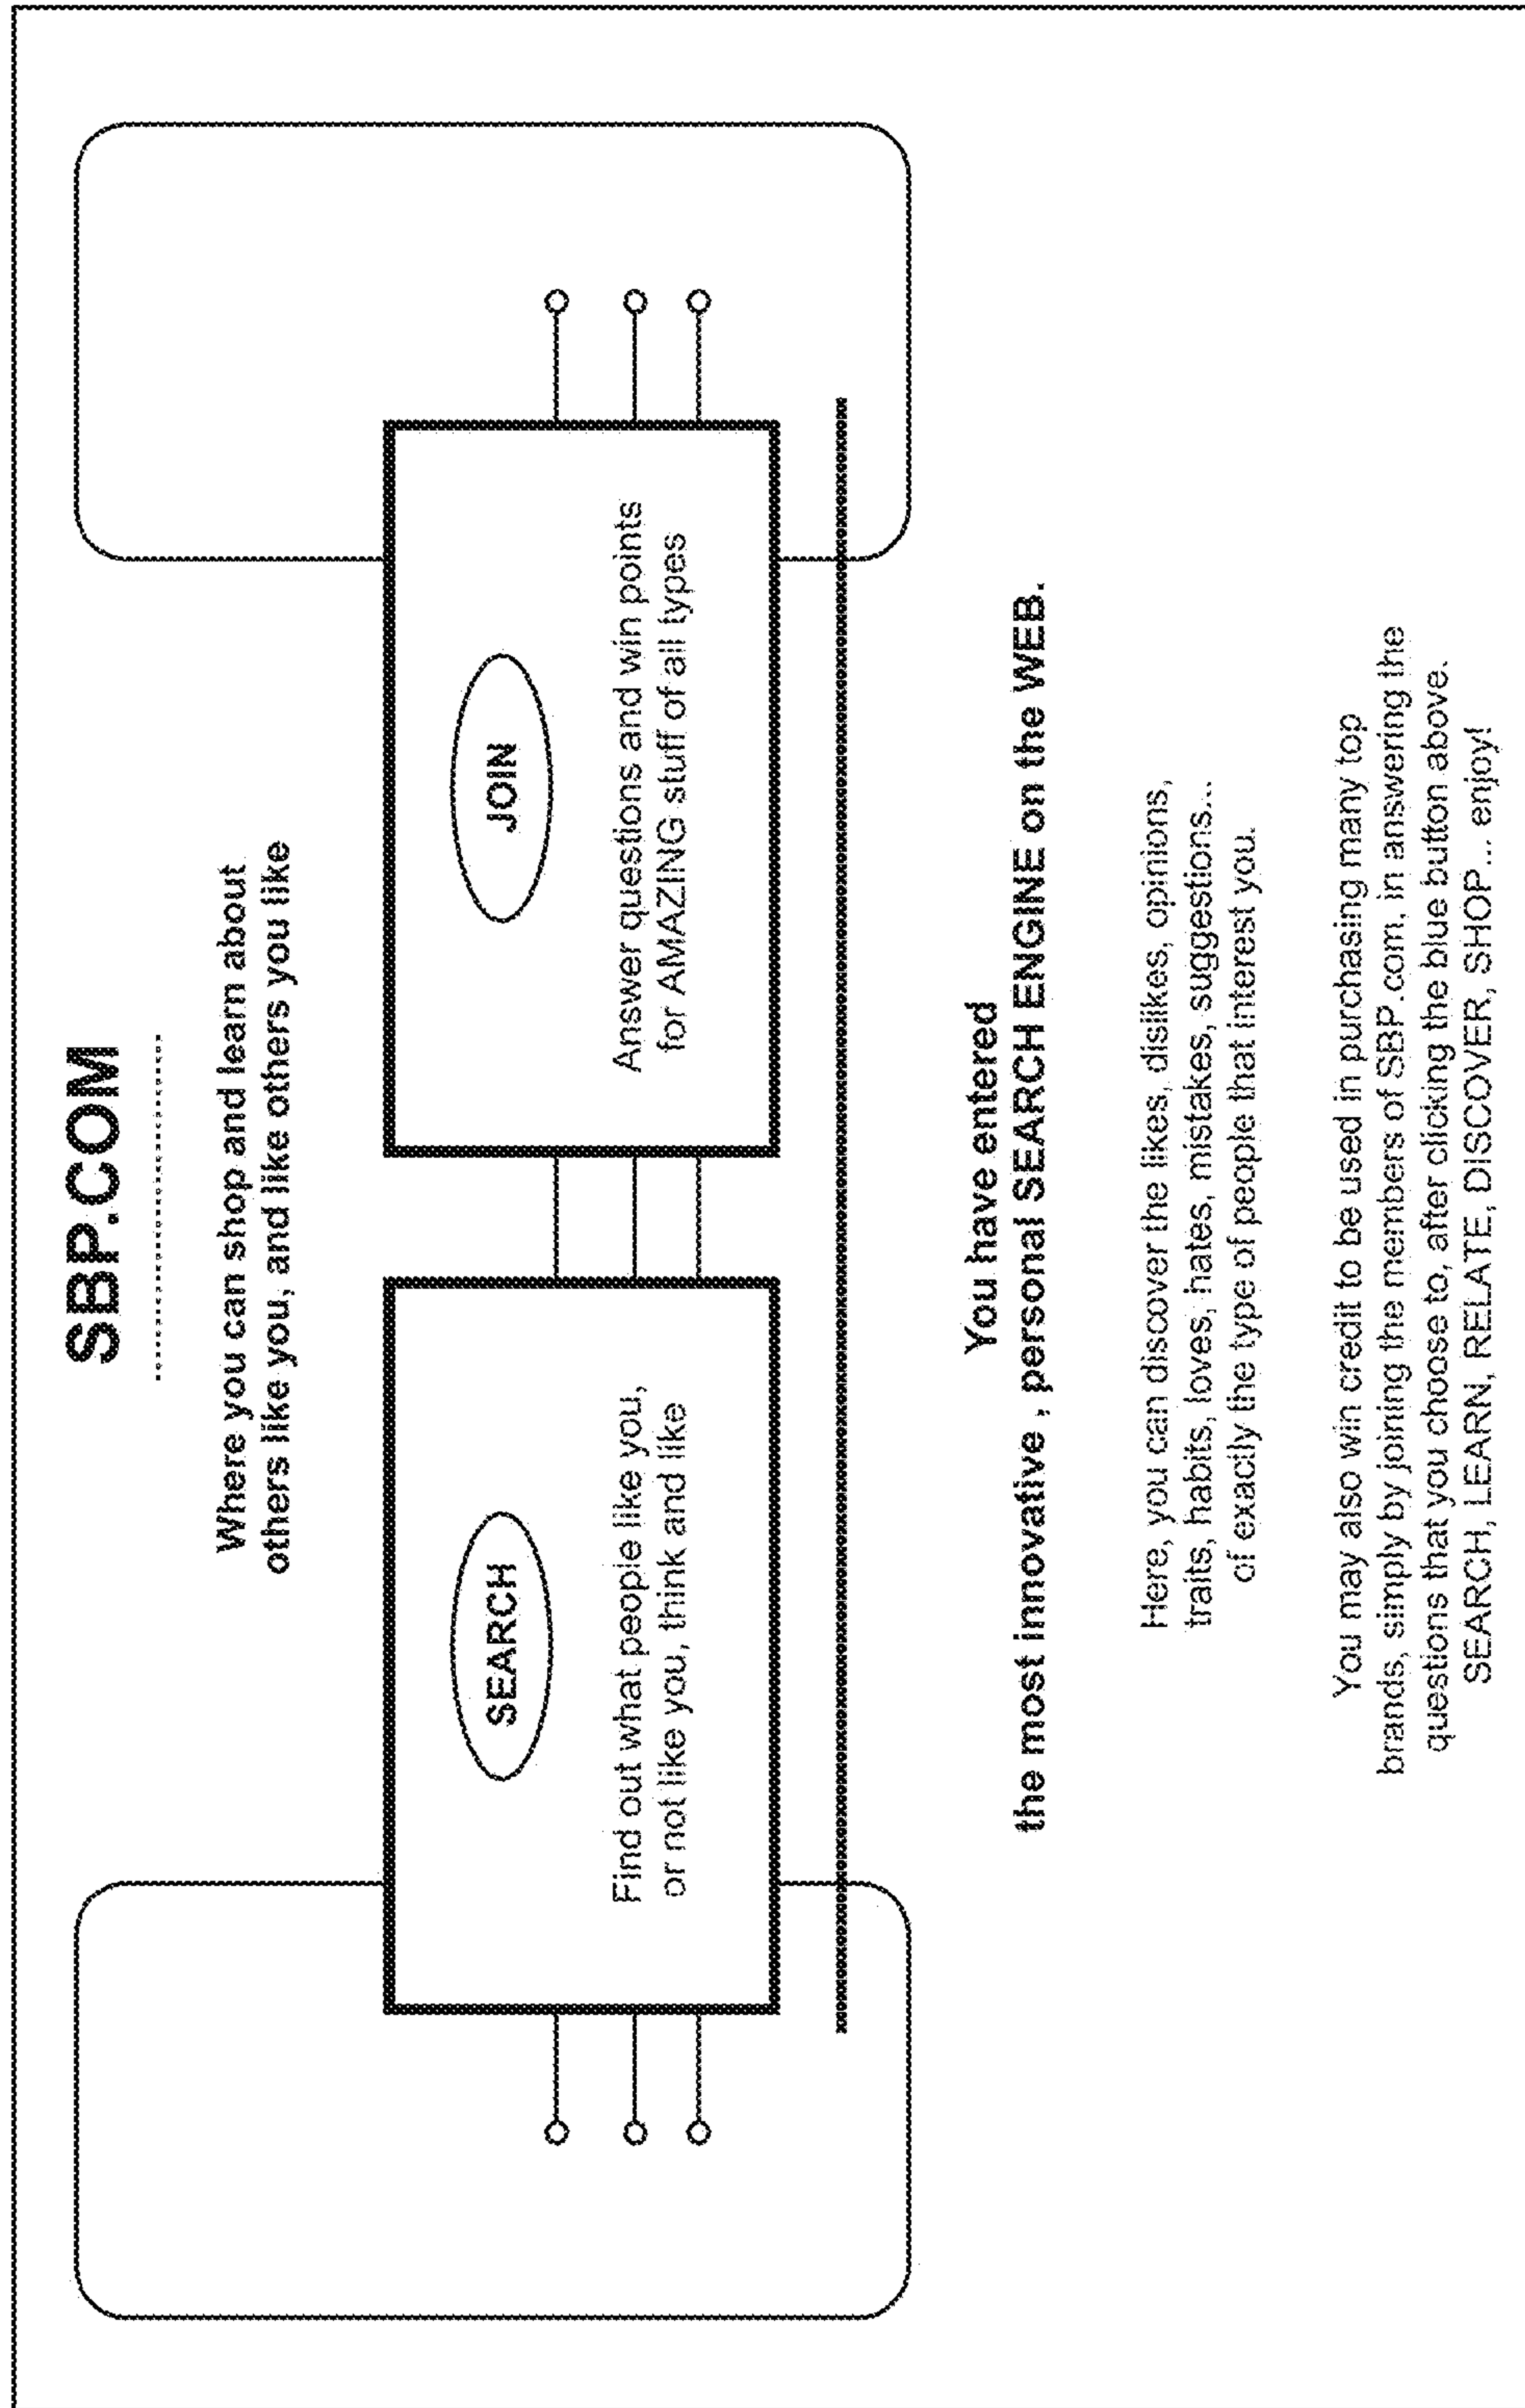 SBP.COM
Where you can shop and learn about
others like you, and like others you like
SEARCH
Find out what people like you,
or not like you, think and like
JOIN
Answer questions and win points
for AMAZING stuff of all types
You have entered
the most innovative , personal SEARCH ENGINE on the WEB.
Here, you can discover the likes, dislikes, opinions,
traits, habits, loves, hates, mistakes, suggestions...
of exactly the type of people that interest you.
You may also win credit to be used in purchasing many top
brands, simply by joining the members of SBP.com, in answering the
questions that you choose to, after clicking the blue button above.
SEARCH, LEARN, RELATE, DISCOVER, SHOP... enjoy!